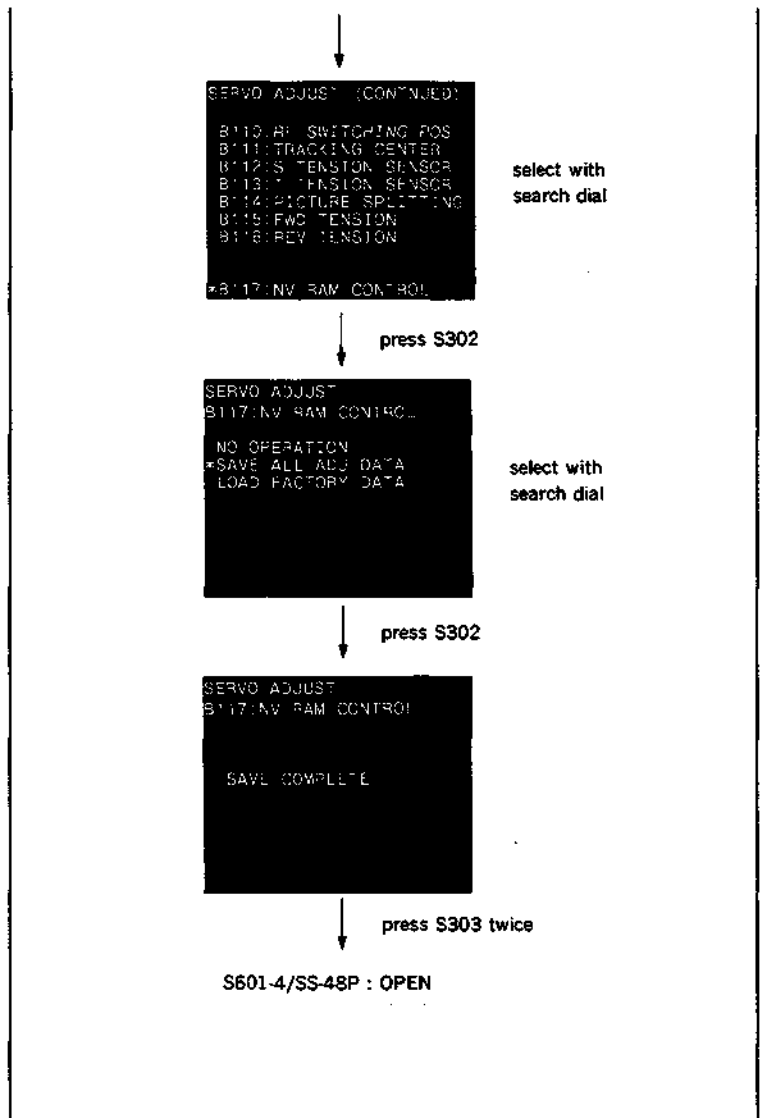 SERVO ADJUST (CONTNUED)
B110:RF SWITCHING POS
B111:TRACKING CENTER
B112:S TENSION SENSOR
B113:T TENSION SENSOR
B114:PICTURE SPLITTING
B115:FWD TENSION
B116:REV TENSION
*B117:NV RAM CONTROL
select with
search dial
press S302
SERVO ADJUST
B117:NV RAM CONTROL
NO OPERATION
*SAVE ALL ADJ DATA
LOAD FACTORY DATA
select with
search dial
press S302
SERVO ADJUST
B117:NV RAM CONTROL
SAVE COMPLETE
press S303 twice
S601-4/SS-48P : OPEN